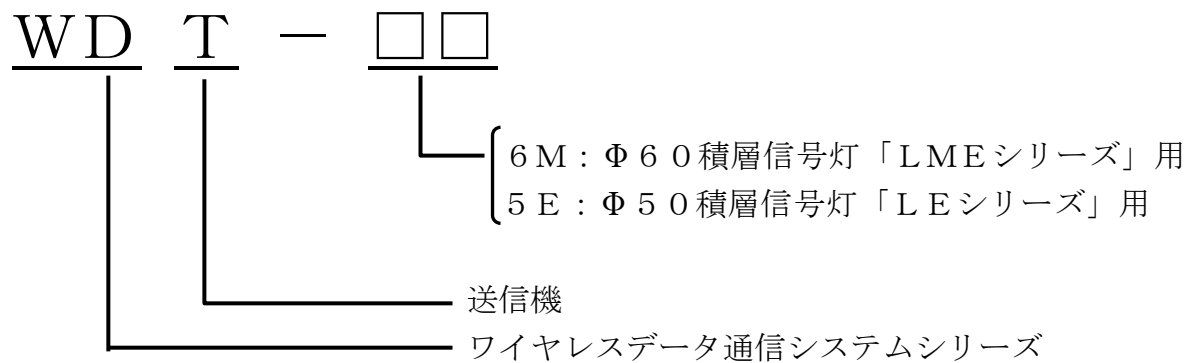 ＷＤ Ｔ － □□
６Ｍ：Φ６０積層信号灯「ＬＭＥシリーズ」用
５Ｅ：Φ５０積層信号灯「ＬＥシリーズ」用
送信機
ワイヤレスデータ通信システムシリーズ